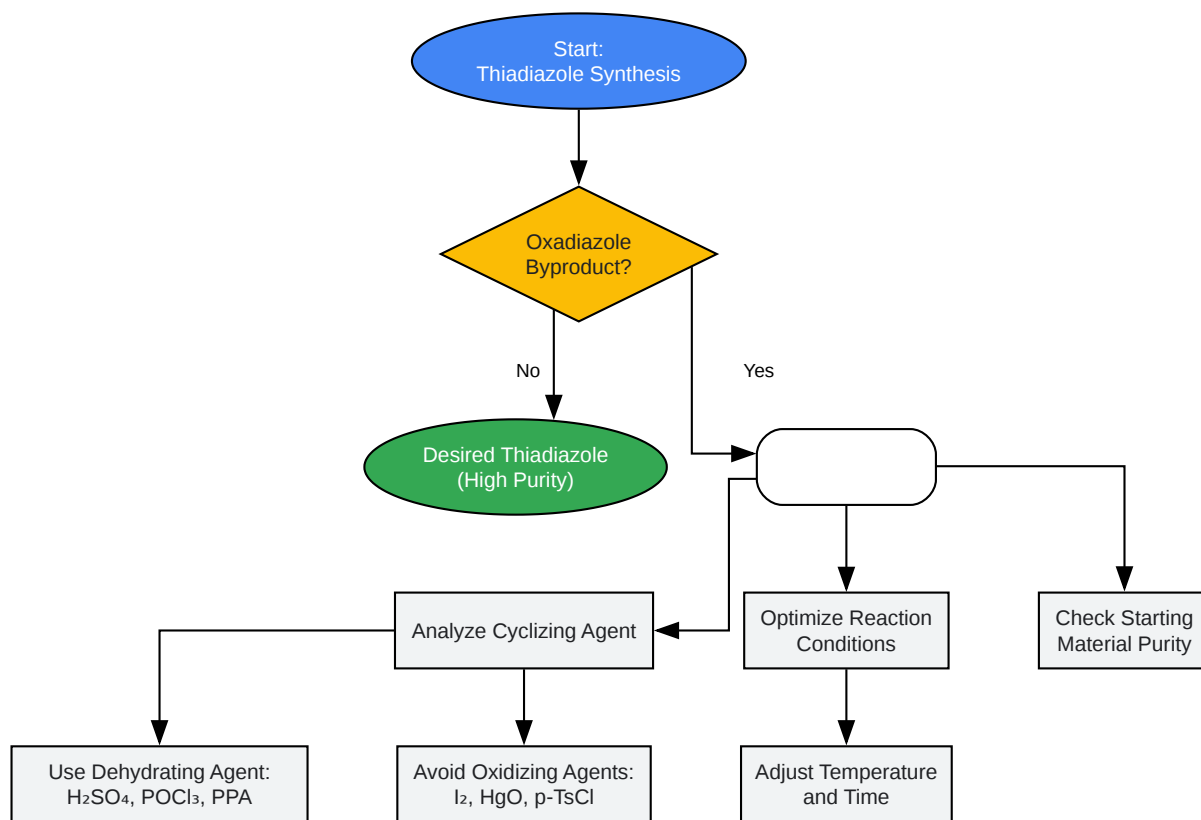 Start:
Thiadiazole Synthesis
Oxadiazole
Byproduct?
No
Yes
Desired Thiadiazole
(High Purity)
Analyze Cyclizing Agent
Optimize Reaction
Conditions
Check Starting
Material Purity
Use Dehydrating Agent:
H₂SO₄, POCl₃, PPA
Avoid Oxidizing Agents:
I₂, HgO, p-TsCl
Adjust Temperature
and Time